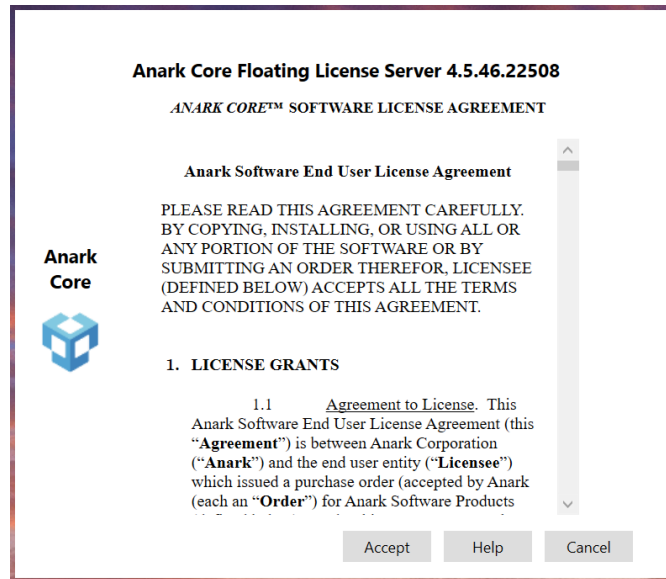 Anark Core Floating License Server 4.5.46.22508
ANARK CORE™ SOFTWARE LICENSE AGREEMENT
Anark Software End User License Agreement
PLEASE READ THIS AGREEMENT CAREFULLY.
BY COPYING, INSTALLING, OR USING ALL OR
ANY PORTION OF THE SOFTWARE OR BY
SUBMITTING AN ORDER THEREFOR, LICENSEE
(DEFINED BELOW) ACCEPTS ALL THE TERMS
AND CONDITIONS OF THIS AGREEMENT.
Anark
Core
1. LICENSE GRANTS
1.1 Agreement to License. This
Anark Software End User License Agreement (this
“Agreement”) is between Anark Corporation
(“Anark”) and the end user entity (“Licensee”)
which issued a purchase order (accepted by Anark
(each an “Order”) for Anark Software Products
Accept Help Cancel